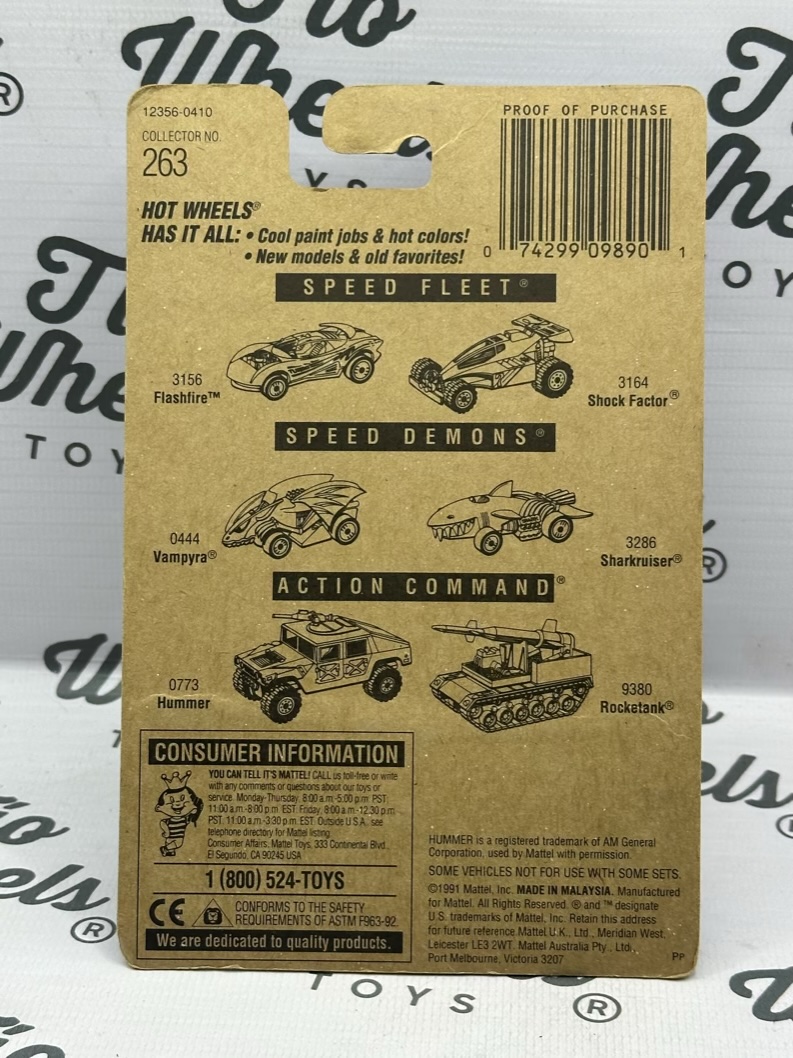 12356-0410
COLLECTOR NO.
263
PROOF OF PURCHASE
0 74299 09890 1
HOT WHEELS®
HAS IT ALL: • Cool paint jobs & hot colors!
• New models & old favorites!
SPEED FLEET®
3156
Flashfire™
3164
Shock Factor®
SPEED DEMONS®
0444
Vampyra®
3286
Sharkruiser®
ACTION COMMAND®
0773
Hummer
9380
Rocketank®
CONSUMER INFORMATION
YOU CAN TELL IT'S MATTEL! CALL us toll-free or write
with any comments or questions about our toys or
service. Monday-Thursday, 8:00 a.m.-5:00 p.m. PST;
11:00 a.m.-8:00 p.m. EST. Friday, 8:00 a.m.-12:30 p.m.
PST; 11:00 a.m.-3:30 p.m. EST. Outside U.S.A., see
telephone directory for Mattel listing.
Consumer Affairs, Mattel Toys, 333 Continental Blvd.,
El Segundo, CA 90245 USA
1 (800) 524-TOYS
CE
CONFORMS TO THE SAFETY
REQUIREMENTS OF ASTM F963-92.
We are dedicated to quality products.
HUMMER is a registered trademark of AM General
Corporation, used by Mattel with permission.
SOME VEHICLES NOT FOR USE WITH SOME SETS.
©1991 Mattel, Inc. MADE IN MALAYSIA. Manufactured
for Mattel. All Rights Reserved. ® and ™ designate
U.S. trademarks of Mattel, Inc. Retain this address
for future reference: Mattel U.K., Ltd., Meridian West,
Leicester LE3 2WT. Mattel Australia Pty., Ltd.,
Port Melbourne, Victoria 3207
PP
TOYS ®